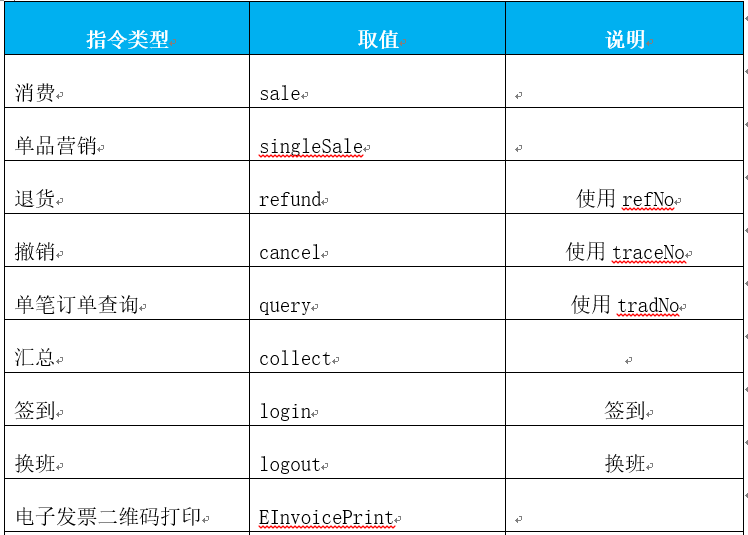 指令类型 取值 说明
消费 sale
单品营销 singleSale
退货 refund 使用 refNo
撤销 cancel 使用 traceNo
单笔订单查询 query 使用 tradNo
汇总 collect
签到 login 签到
换班 logout 换班
电子发票二维码打印 EInvoicePrint